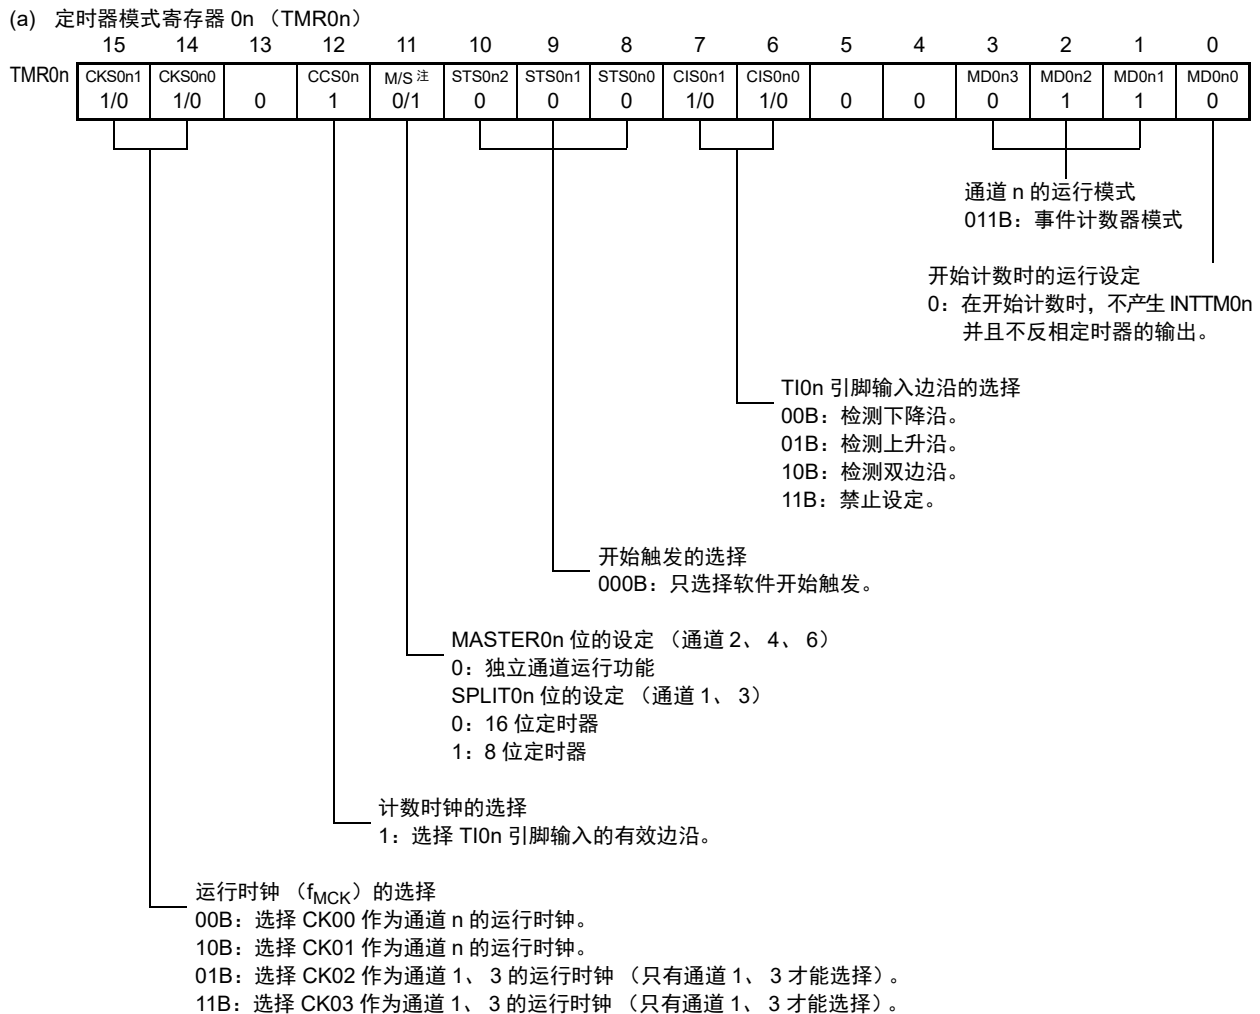 (a) 定时器模式寄存器 0n （TMR0n）
15 14 13 12 11 10 9 8 7 6 5 4 3 2 1 0
TMR0n CKS0n1 CKS0n0 CCS0n M/S 注 STS0n2 STS0n1 STS0n0 CIS0n1 CIS0n0 MD0n3 MD0n2 MD0n1 MD0n0
1/0 1/0 0 1 0/1 0 0 0 1/0 1/0 0 0 0 1 1 0
通道 n 的运行模式
011B：事件计数器模式
开始计数时的运行设定
0：在开始计数时，不产生 INTTM0n
并且不反相定时器的输出。
TI0n 引脚输入边沿的选择
00B：检测下降沿。
01B：检测上升沿。
10B：检测双边沿。
11B：禁止设定。
开始触发的选择
000B：只选择软件开始触发。
MASTER0n 位的设定 （通道 2、 4、 6）
0：独立通道运行功能
SPLIT0n 位的设定 （通道 1、 3）
0：16 位定时器
1：8 位定时器
计数时钟的选择
1：选择 TI0n 引脚输入的有效边沿。
运行时钟 （fMCK）的选择
00B：选择 CK00 作为通道 n 的运行时钟。
10B：选择 CK01 作为通道 n 的运行时钟。
01B：选择 CK02 作为通道 1、 3 的运行时钟 （只有通道 1、 3 才能选择）。
11B：选择 CK03 作为通道 1、 3 的运行时钟 （只有通道 1、 3 才能选择）。